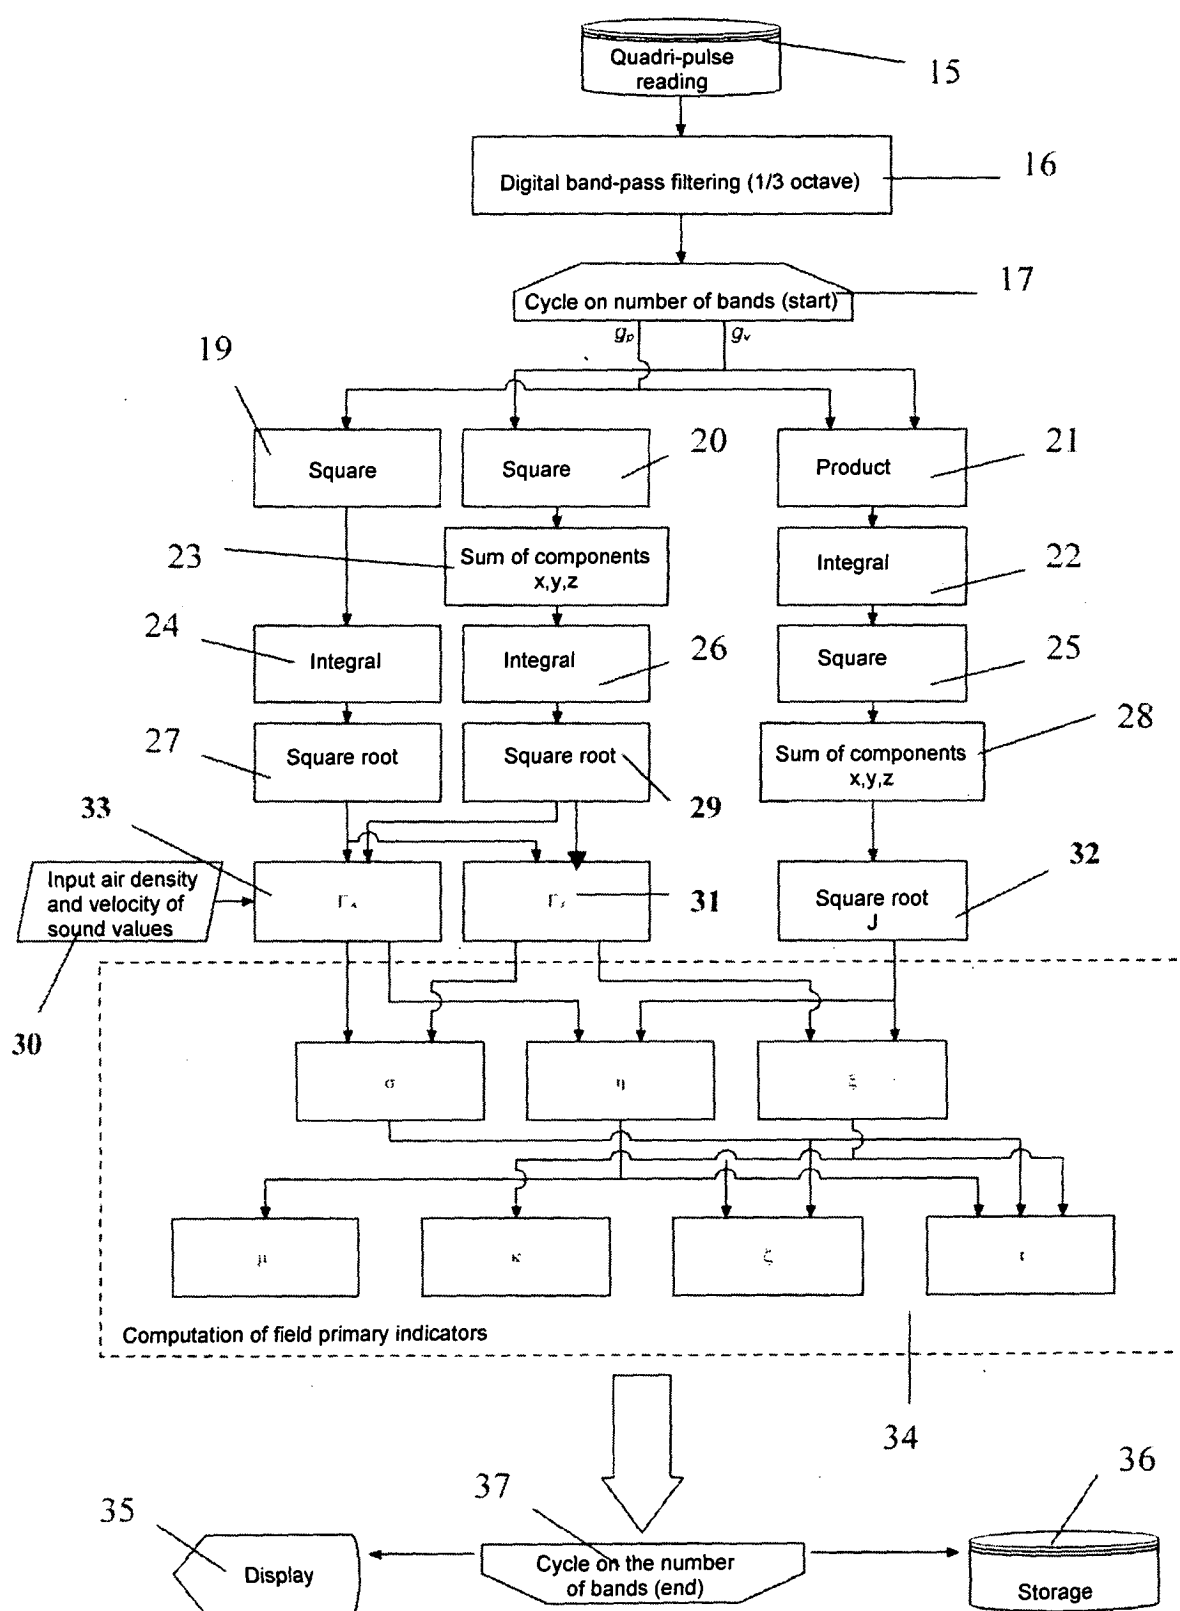 Quadri-pulse
reading
15
Digital band-pass filtering (1/3 octave)
16
Cycle on number of bands (start)
17
gp
gv
19
Square
Square
20
Product
21
23
Sum of components
x,y,z
Integral
22
24
Integral
Integral
26
Square
25
27
Square root
Square root
29
Sum of components
x,y,z
28
33
Input air density
and velocity of
sound values
30
31
Square root
J
32
σ
η
ξ
μ
κ
ζ
Computation of field primary indicators
34
35
Display
37
Cycle on the number
of bands (end)
36
Storage